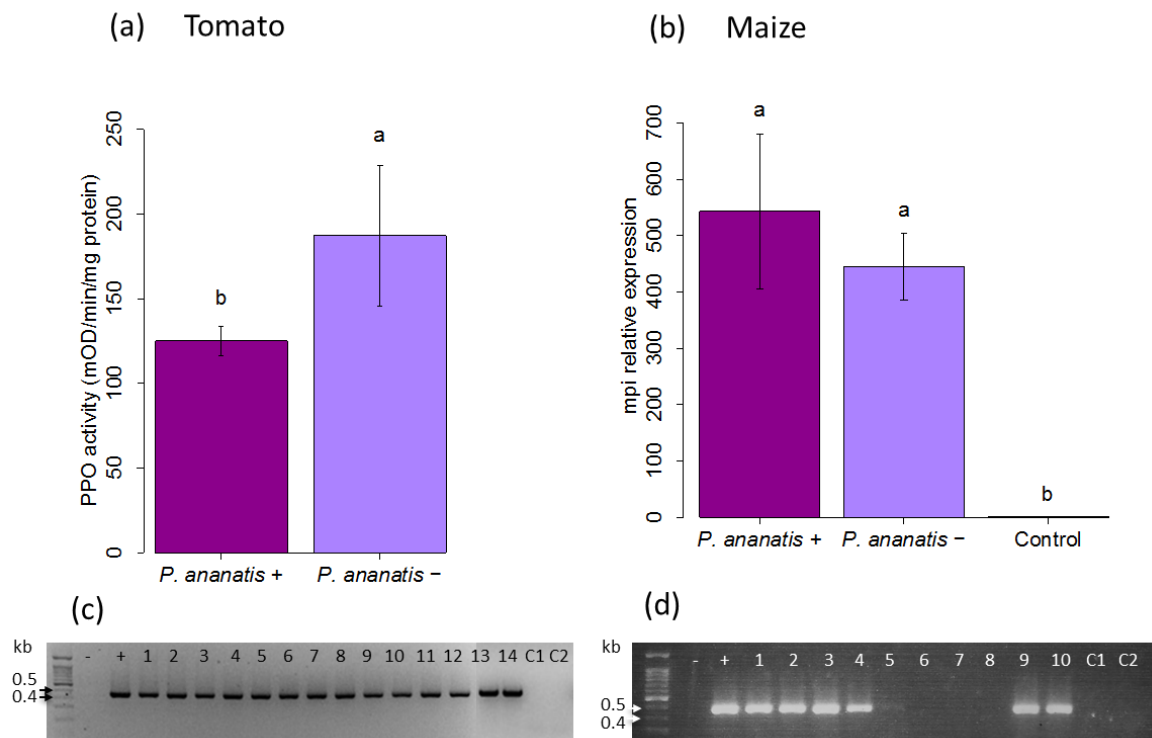 (a) Tomato
PPO activity (mOD/min/mg protein)
250
200
150
100
50
0
a
b
P. ananatis + P. ananatis −
(b) Maize
mpi relative expression
700
600
500
400
300
200
100
0
a
a
b
P. ananatis + P. ananatis − Control
(c)
kb
- + 1 2 3 4 5 6 7 8 9 10 11 12 13 14 C1 C2
0.5
0.4
(d)
kb
- + 1 2 3 4 5 6 7 8 9 10 C1 C2
0.5
0.4